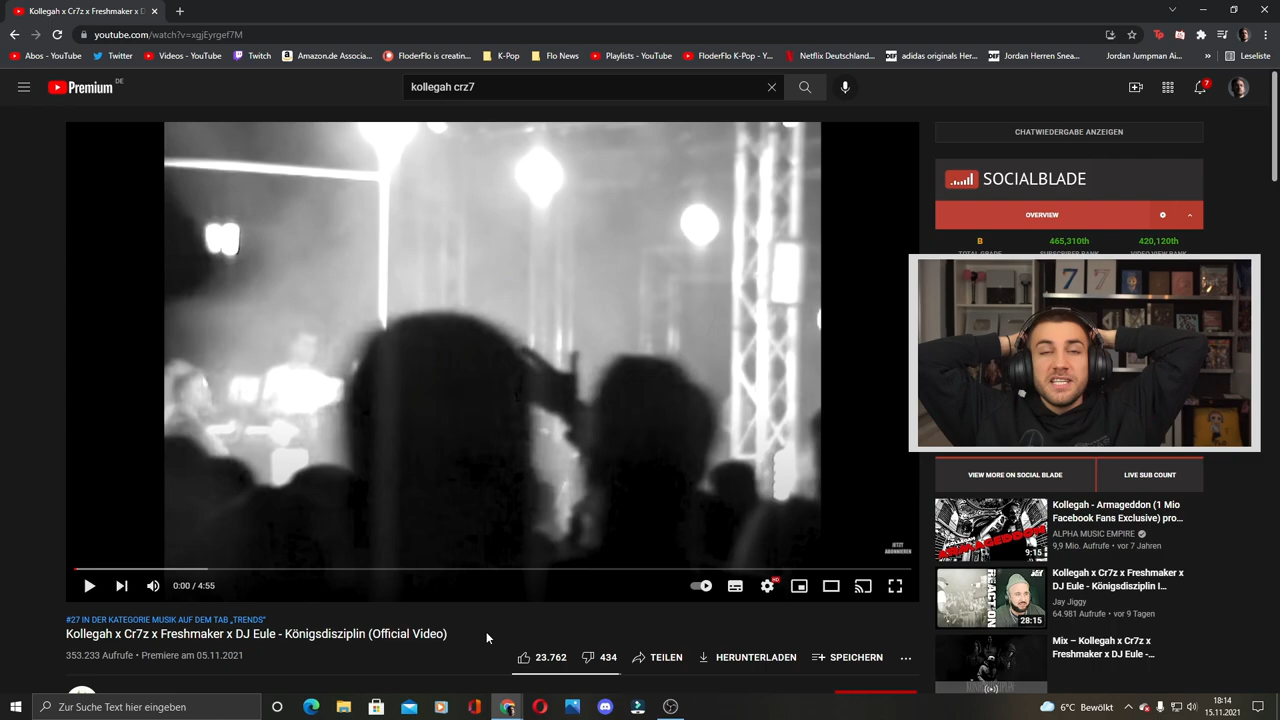 Kollegah x Cr7z x Freshmaker x D
youtube.com/watch?v=xgjEyrgef7M
Abos - YouTube
Twitter
Videos - YouTube
Twitch
Amazon.de Associa...
FloderFlo is creatin...
K-Pop
Flo News
Playlists - YouTube
FloderFlo K-Pop - Y...
Netflix Deutschland...
adidas originals Her...
Jordan Herren Snea...
Jordan Jumpman Ai...
»
Leseliste
Premium DE
kollegah crz7
7
CHATWIEDERGABE ANZEIGEN
SOCIALBLADE
OVERVIEW
B
465,310th
420,120th
JETZT
ABONNIEREN
VIEW MORE ON SOCIAL BLADE
LIVE SUB COUNT
ARMAGEDDON
9:15
Kollegah - Armageddon (1 Mio
Facebook Fans Exclusive) pro...
ALPHA MUSIC EMPIRE
9,9 Mio. Aufrufe • vor 7 Jahren
REACTION
28:15
Kollegah x Cr7z x Freshmaker x
DJ Eule - Königsdisziplin I...
Jay Jiggy
64.981 Aufrufe • vor 9 Tagen
Mix – Kollegah x Cr7z x
Freshmaker x DJ Eule -...
0:00 / 4:55
HD
#27 IN DER KATEGORIE MUSIK AUF DEM TAB „TRENDS“
Kollegah x Cr7z x Freshmaker x DJ Eule - Königsdisziplin (Official Video)
353.233 Aufrufe • Premiere am 05.11.2021
23.762
434
TEILEN
HERUNTERLADEN
SPEICHERN
Zur Suche Text hier eingeben
6°C Bewölkt
18:14
15.11.2021